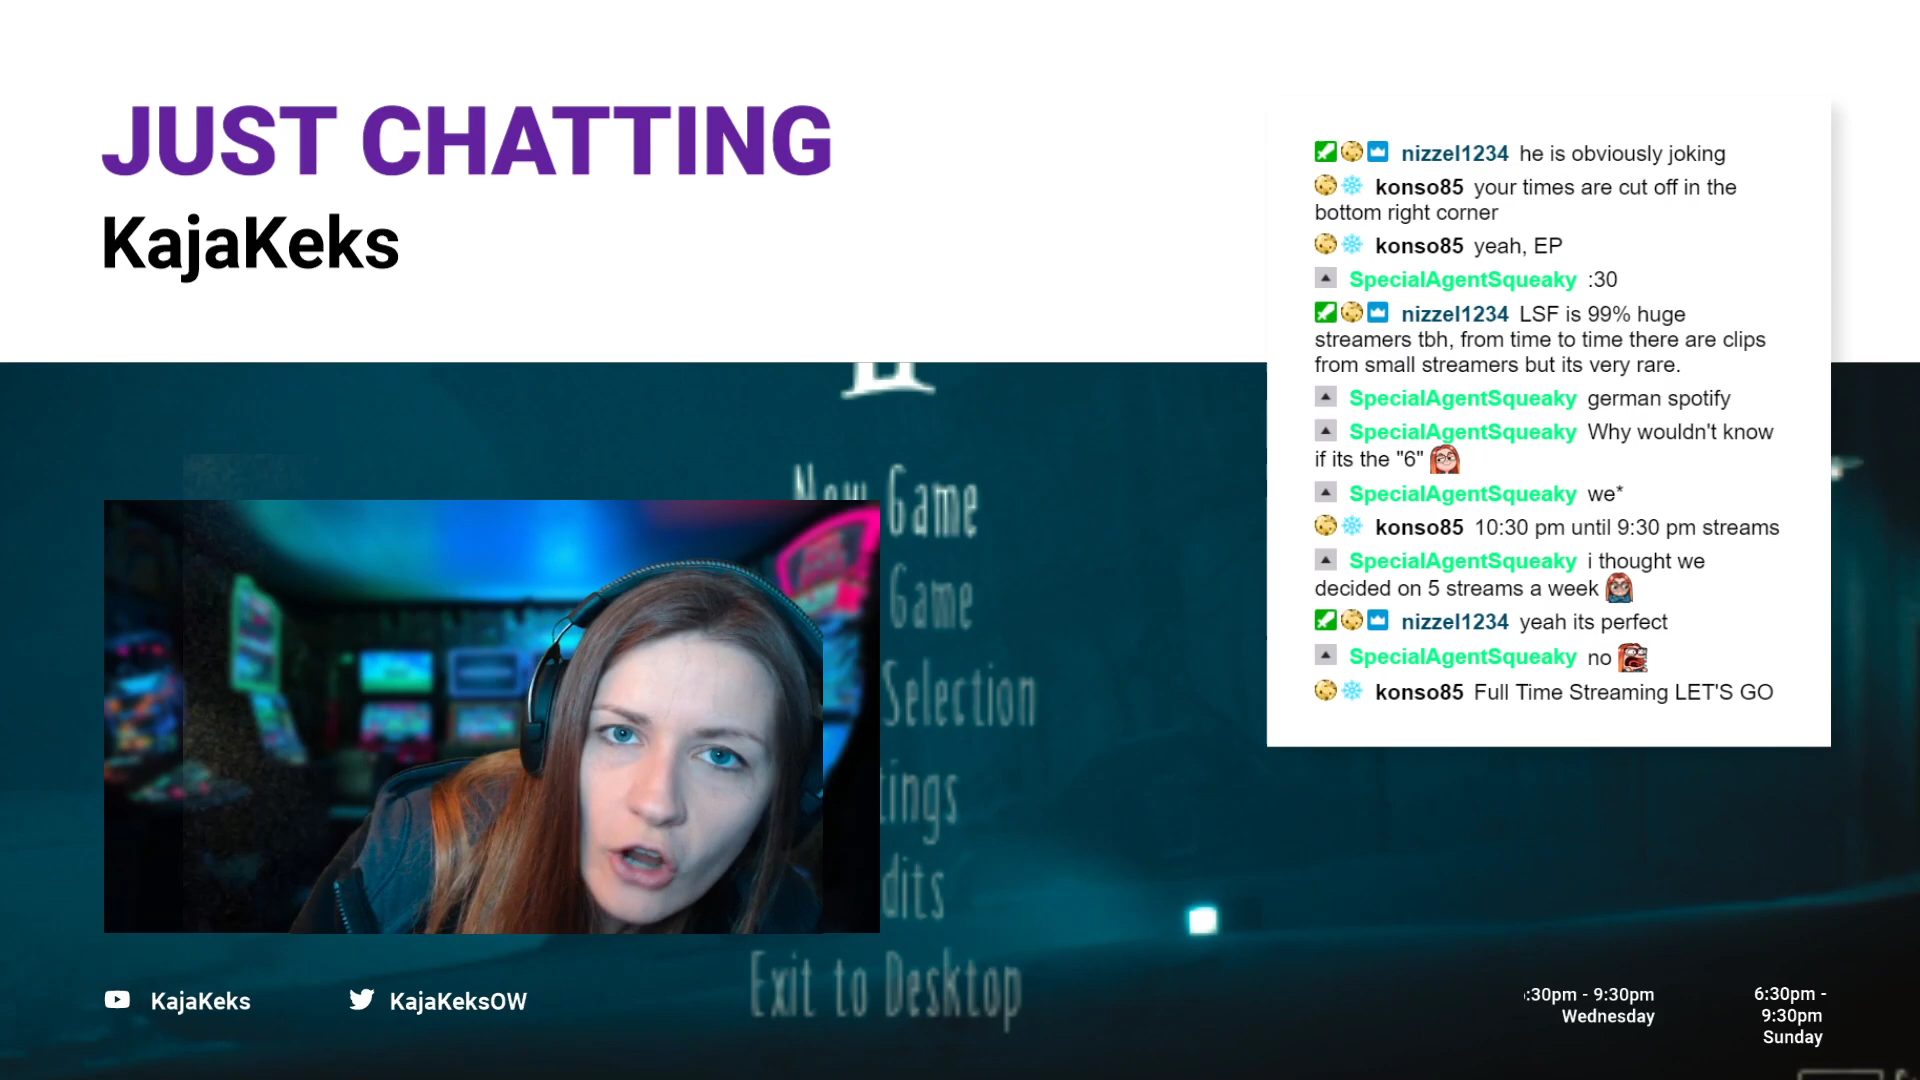 JUST CHATTING
KajaKeks
nizzel1234 he is obviously joking
konso85 your times are cut off in the
bottom right corner
konso85 yeah, EP
SpecialAgentSqueaky :30
nizzel1234 LSF is 99% huge
streamers tbh, from time to time there are clips
from small streamers but its very rare.
SpecialAgentSqueaky german spotify
SpecialAgentSqueaky Why wouldn't know
if its the "6"
SpecialAgentSqueaky we*
konso85 10:30 pm until 9:30 pm streams
SpecialAgentSqueaky i thought we
decided on 5 streams a week
nizzel1234 yeah its perfect
SpecialAgentSqueaky no
konso85 Full Time Streaming LET'S GO
New Game
Game
Selection
tings
dits
Exit to Desktop
KajaKeks
KajaKeksOW
:30pm - 9:30pm
Wednesday
6:30pm -
9:30pm
Sunday